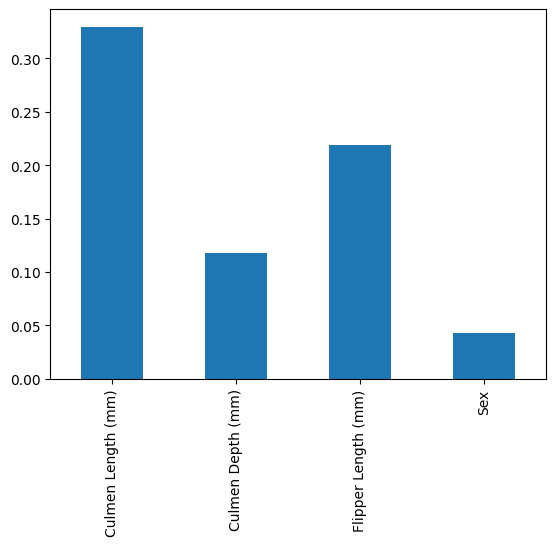 0.30
0.25
0.20
0.15
0.10
0.05
0.00
Culmen Length (mm)
Culmen Depth (mm)
Flipper Length (mm)
Sex